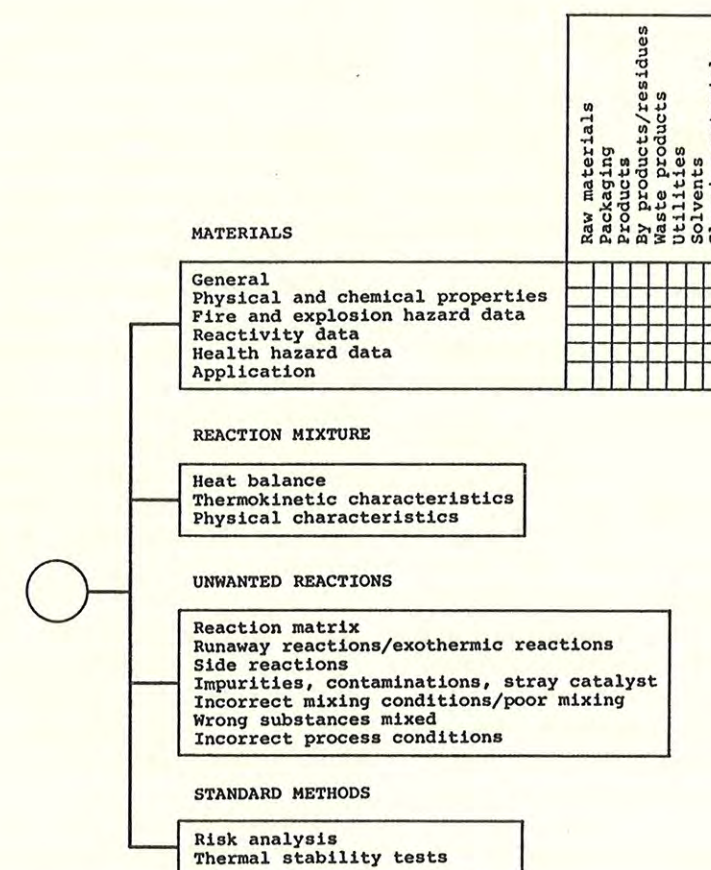 Raw materials
Packaging
Products
By products/residues
Waste products
Utilities
Solvents
MATERIALS
General
Physical and chemical properties
Fire and explosion hazard data
Reactivity data
Health hazard data
Application
REACTION MIXTURE
Heat balance
Thermokinetic characteristics
Physical characteristics
UNWANTED REACTIONS
Reaction matrix
Runaway reactions/exothermic reactions
Side reactions
Impurities, contaminations, stray catalyst
Incorrect mixing conditions/poor mixing
Wrong substances mixed
Incorrect process conditions
STANDARD METHODS
Risk analysis
Thermal stability tests